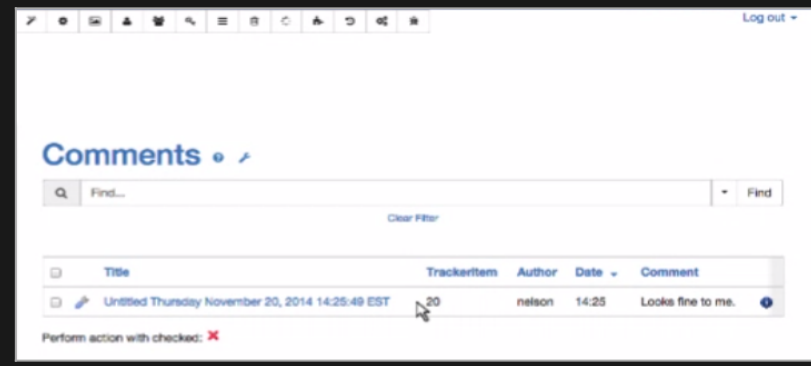 Log out
Comments
Find... Find
Clear Filter
Title TrackerItem Author Date Comment
Untitled Thursday November 20, 2014 14:25:49 EST 20 nelson 14:25 Looks fine to me.
Perform action with checked: